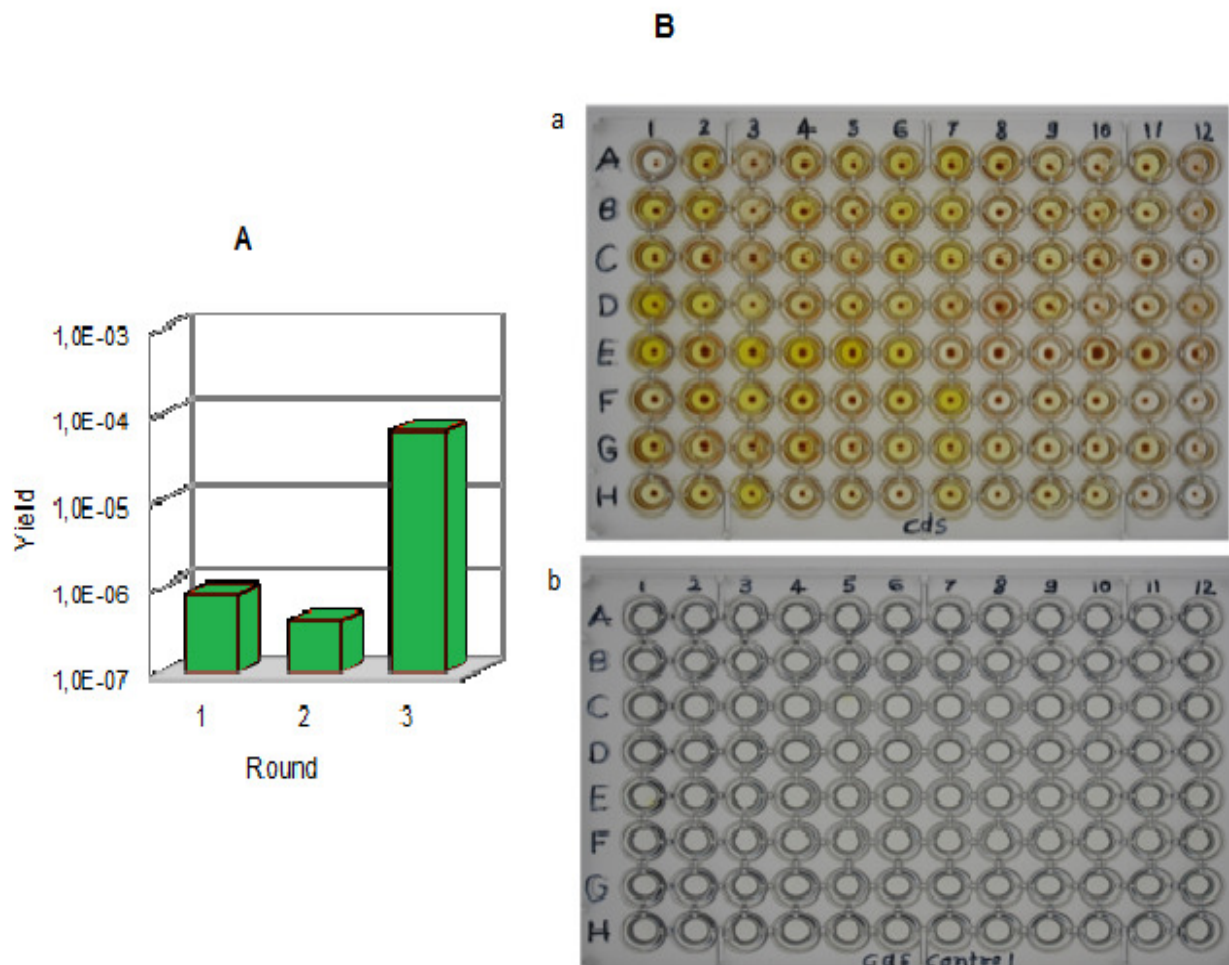 B
a
1 2 3 4 5 6 7 8 9 10 11 12
A
B
C
D
E
F
G
H
cds
A
1,0E-03
1,0E-04
1,0E-05
1,0E-06
1,0E-07
Yield
1 2 3
Round
b
1 2 3 4 5 6 7 8 9 10 11 12
A
B
C
D
E
F
G
H
Cds Control